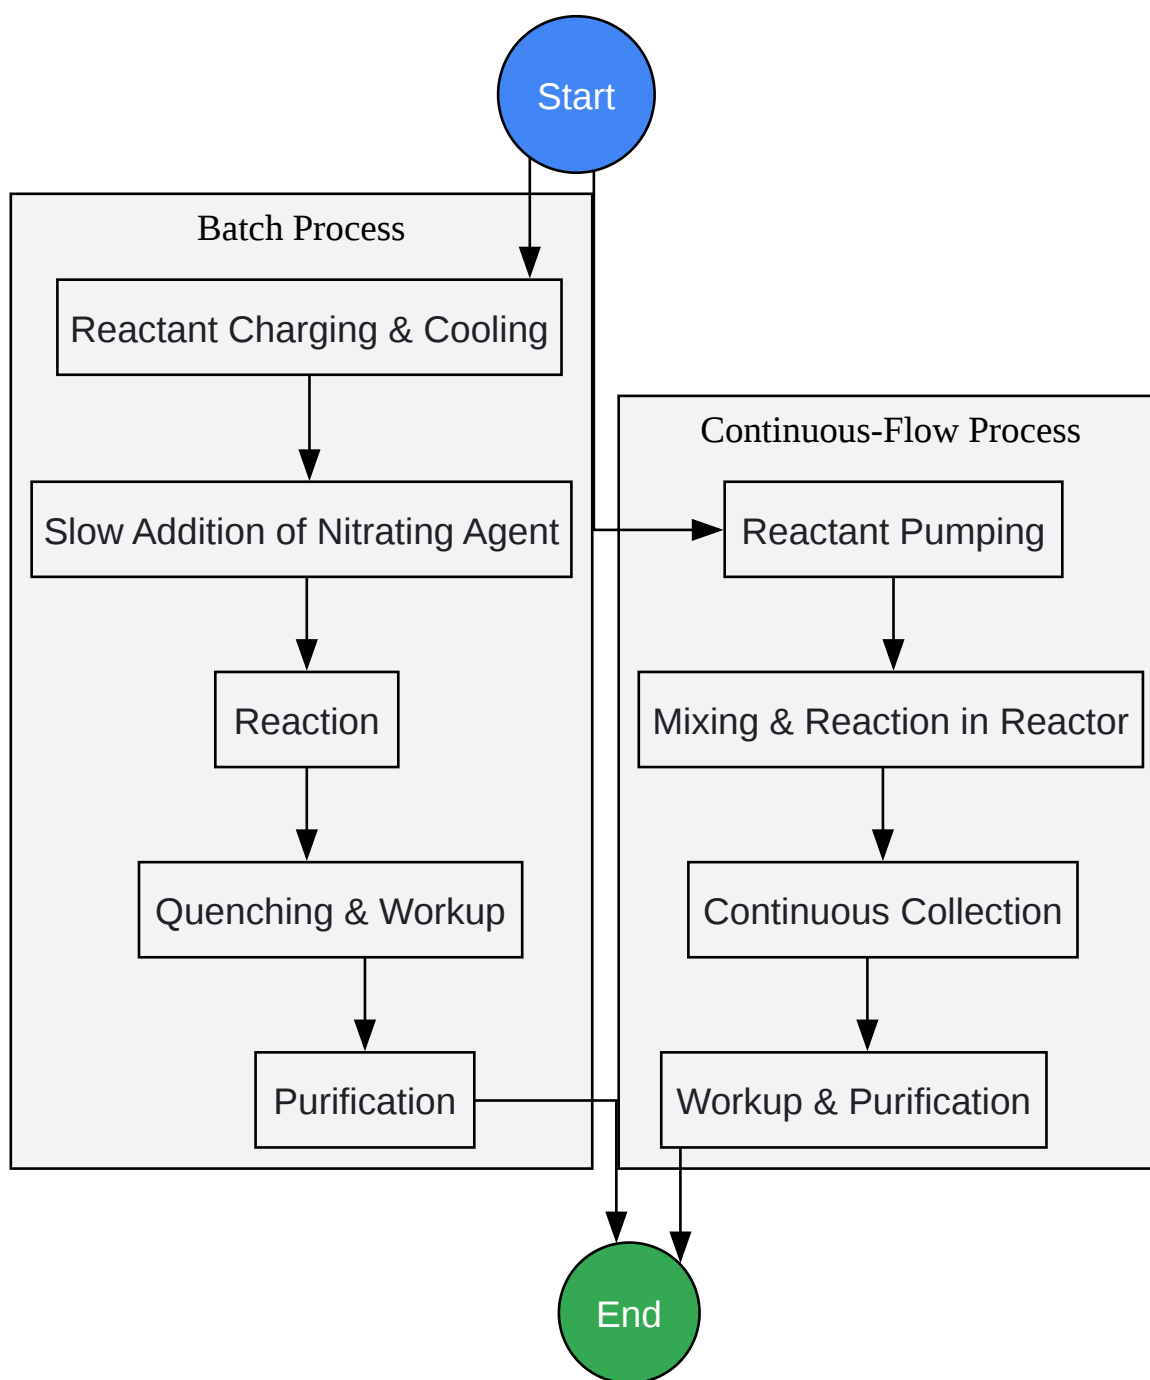 Start
Batch Process
Reactant Charging & Cooling
Slow Addition of Nitrating Agent
Reaction
Quenching & Workup
Purification
Continuous-Flow Process
Reactant Pumping
Mixing & Reaction in Reactor
Continuous Collection
Workup & Purification
End